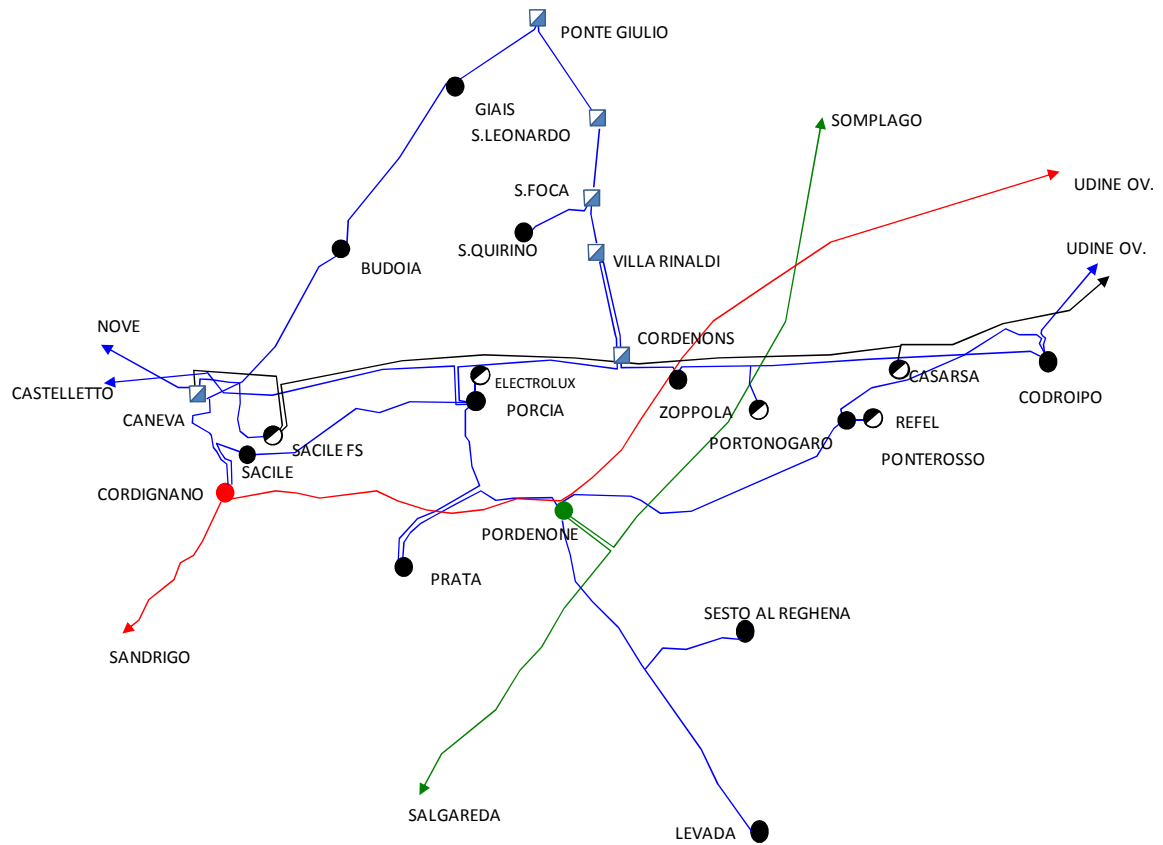 PONTE GIULIO
GIAIS
S.LEONARDO
SOMPLAGO
UDINE OV.
S.FOCA
S.QUIRINO
VILLA RINALDI
UDINE OV.
BUDOIA
NOVE
CORDENONS
CASTELLETTO
ELECTROLUX
CASARSA
CODROIPO
CANEVA
PORCIA
ZOPPOLA
PORTONOGARO
REFEL
SACILE FS
PONTEROSSO
SACILE
CORDIGNANO
PORDENONE
PRATA
SESTO AL REGHENA
SANDRIGO
SALGAREDA
LEVADA